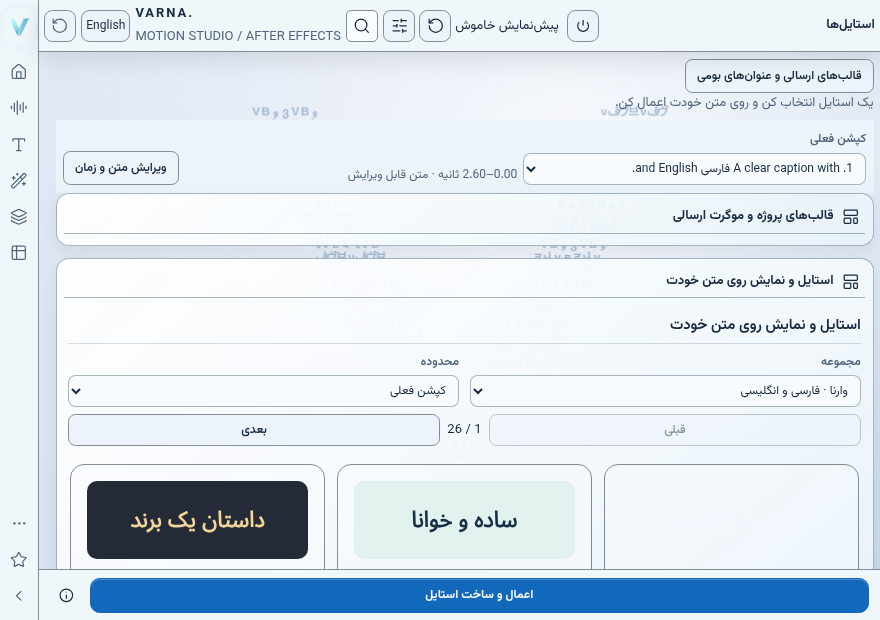 استایل‌ها
پیش‌نمایش خاموش
VARNA.
MOTION STUDIO / AFTER EFFECTS
English
قالب‌های ارسالی و عنوان‌های بومی
یک استایل انتخاب کن و روی متن خودت اعمال کن.
کپشن فعلی
1. A clear caption with فارسی and English.
0.00–2.60 ثانیه · متن قابل ویرایش
ویرایش متن و زمان
قالب‌های پروژه و موگرت ارسالی
استایل و نمایش روی متن خودت
استایل و نمایش روی متن خودت
مجموعه
محدوده
وارنا · فارسی و انگلیسی
کپشن فعلی
قبلی
1 / 26
بعدی
ساده و خوانا
داستان یک برند
اعمال و ساخت استایل